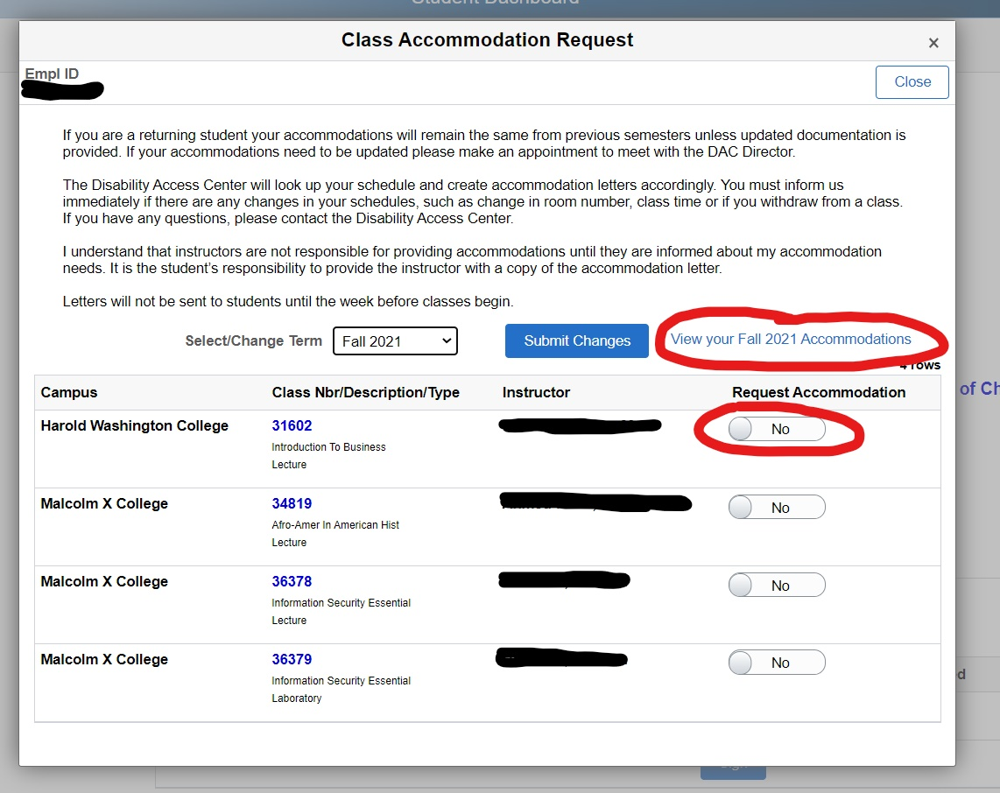 Student Dashboard
Class Accommodation Request
×
Empl ID
Close
If you are a returning student your accommodations will remain the same from previous semesters unless updated documentation is
provided. If your accommodations need to be updated please make an appointment to meet with the DAC Director.
The Disability Access Center will look up your schedule and create accommodation letters accordingly. You must inform us
immediately if there are any changes in your schedules, such as change in room number, class time or if you withdraw from a class.
If you have any questions, please contact the Disability Access Center.
I understand that instructors are not responsible for providing accommodations until they are informed about my accommodation
needs. It is the student’s responsibility to provide the instructor with a copy of the accommodation letter.
Letters will not be sent to students until the week before classes begin.
Select/Change Term Fall 2021 Submit Changes View your Fall 2021 Accommodations
4 rows
Campus Class Nbr/Description/Type Instructor Request Accommodation
of Ch
Harold Washington College 31602 No
Introduction To Business
Lecture
Malcolm X College 34819 No
Afro-Amer In American Hist
Lecture
Malcolm X College 36378 No
Information Security Essential
Lecture
Malcolm X College 36379 No
Information Security Essential
Laboratory